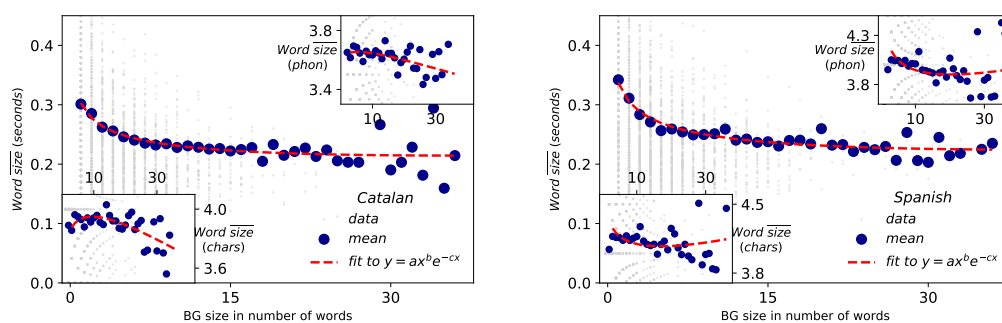 0.4
0.3
0.2
0.1
0.0
Word size (seconds)
0 15 30
BG size in number of words
3.8
3.4
Word size
(phon)
10 30
10 30
4.0
3.6
Word size
(chars)
Catalan
data
mean
fit to y = ax^b e^−cx
0.4
0.3
0.2
0.1
0.0
Word size (seconds)
0 15 30
BG size in number of words
4.3
3.8
Word size
(phon)
10 30
10 30
4.5
3.8
Word size
(chars)
Spanish
data
mean
fit to y = ax^b e^−cx